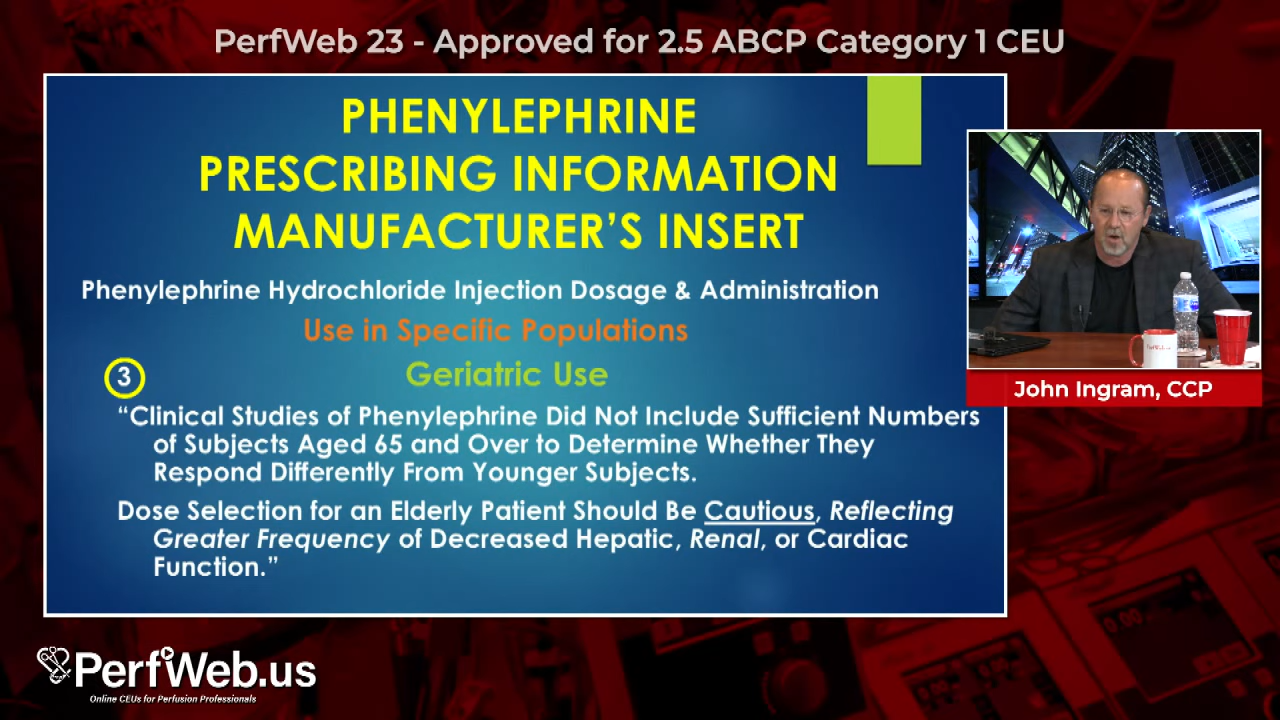 PerfWeb 23 - Approved for 2.5 ABCP Category 1 CEU
PHENYLEPHRINE
PRESCRIBING INFORMATION
MANUFACTURER'S INSERT
Phenylephrine Hydrochloride Injection Dosage & Administration
Use in Specific Populations
3
Geriatric Use
“Clinical Studies of Phenylephrine Did Not Include Sufficient Numbers
of Subjects Aged 65 and Over to Determine Whether They
Respond Differently From Younger Subjects.
Dose Selection for an Elderly Patient Should Be Cautious, Reflecting
Greater Frequency of Decreased Hepatic, Renal, or Cardiac
Function.”
John Ingram, CCP
PerfWeb.us
Online CEUs for Perfusion Professionals